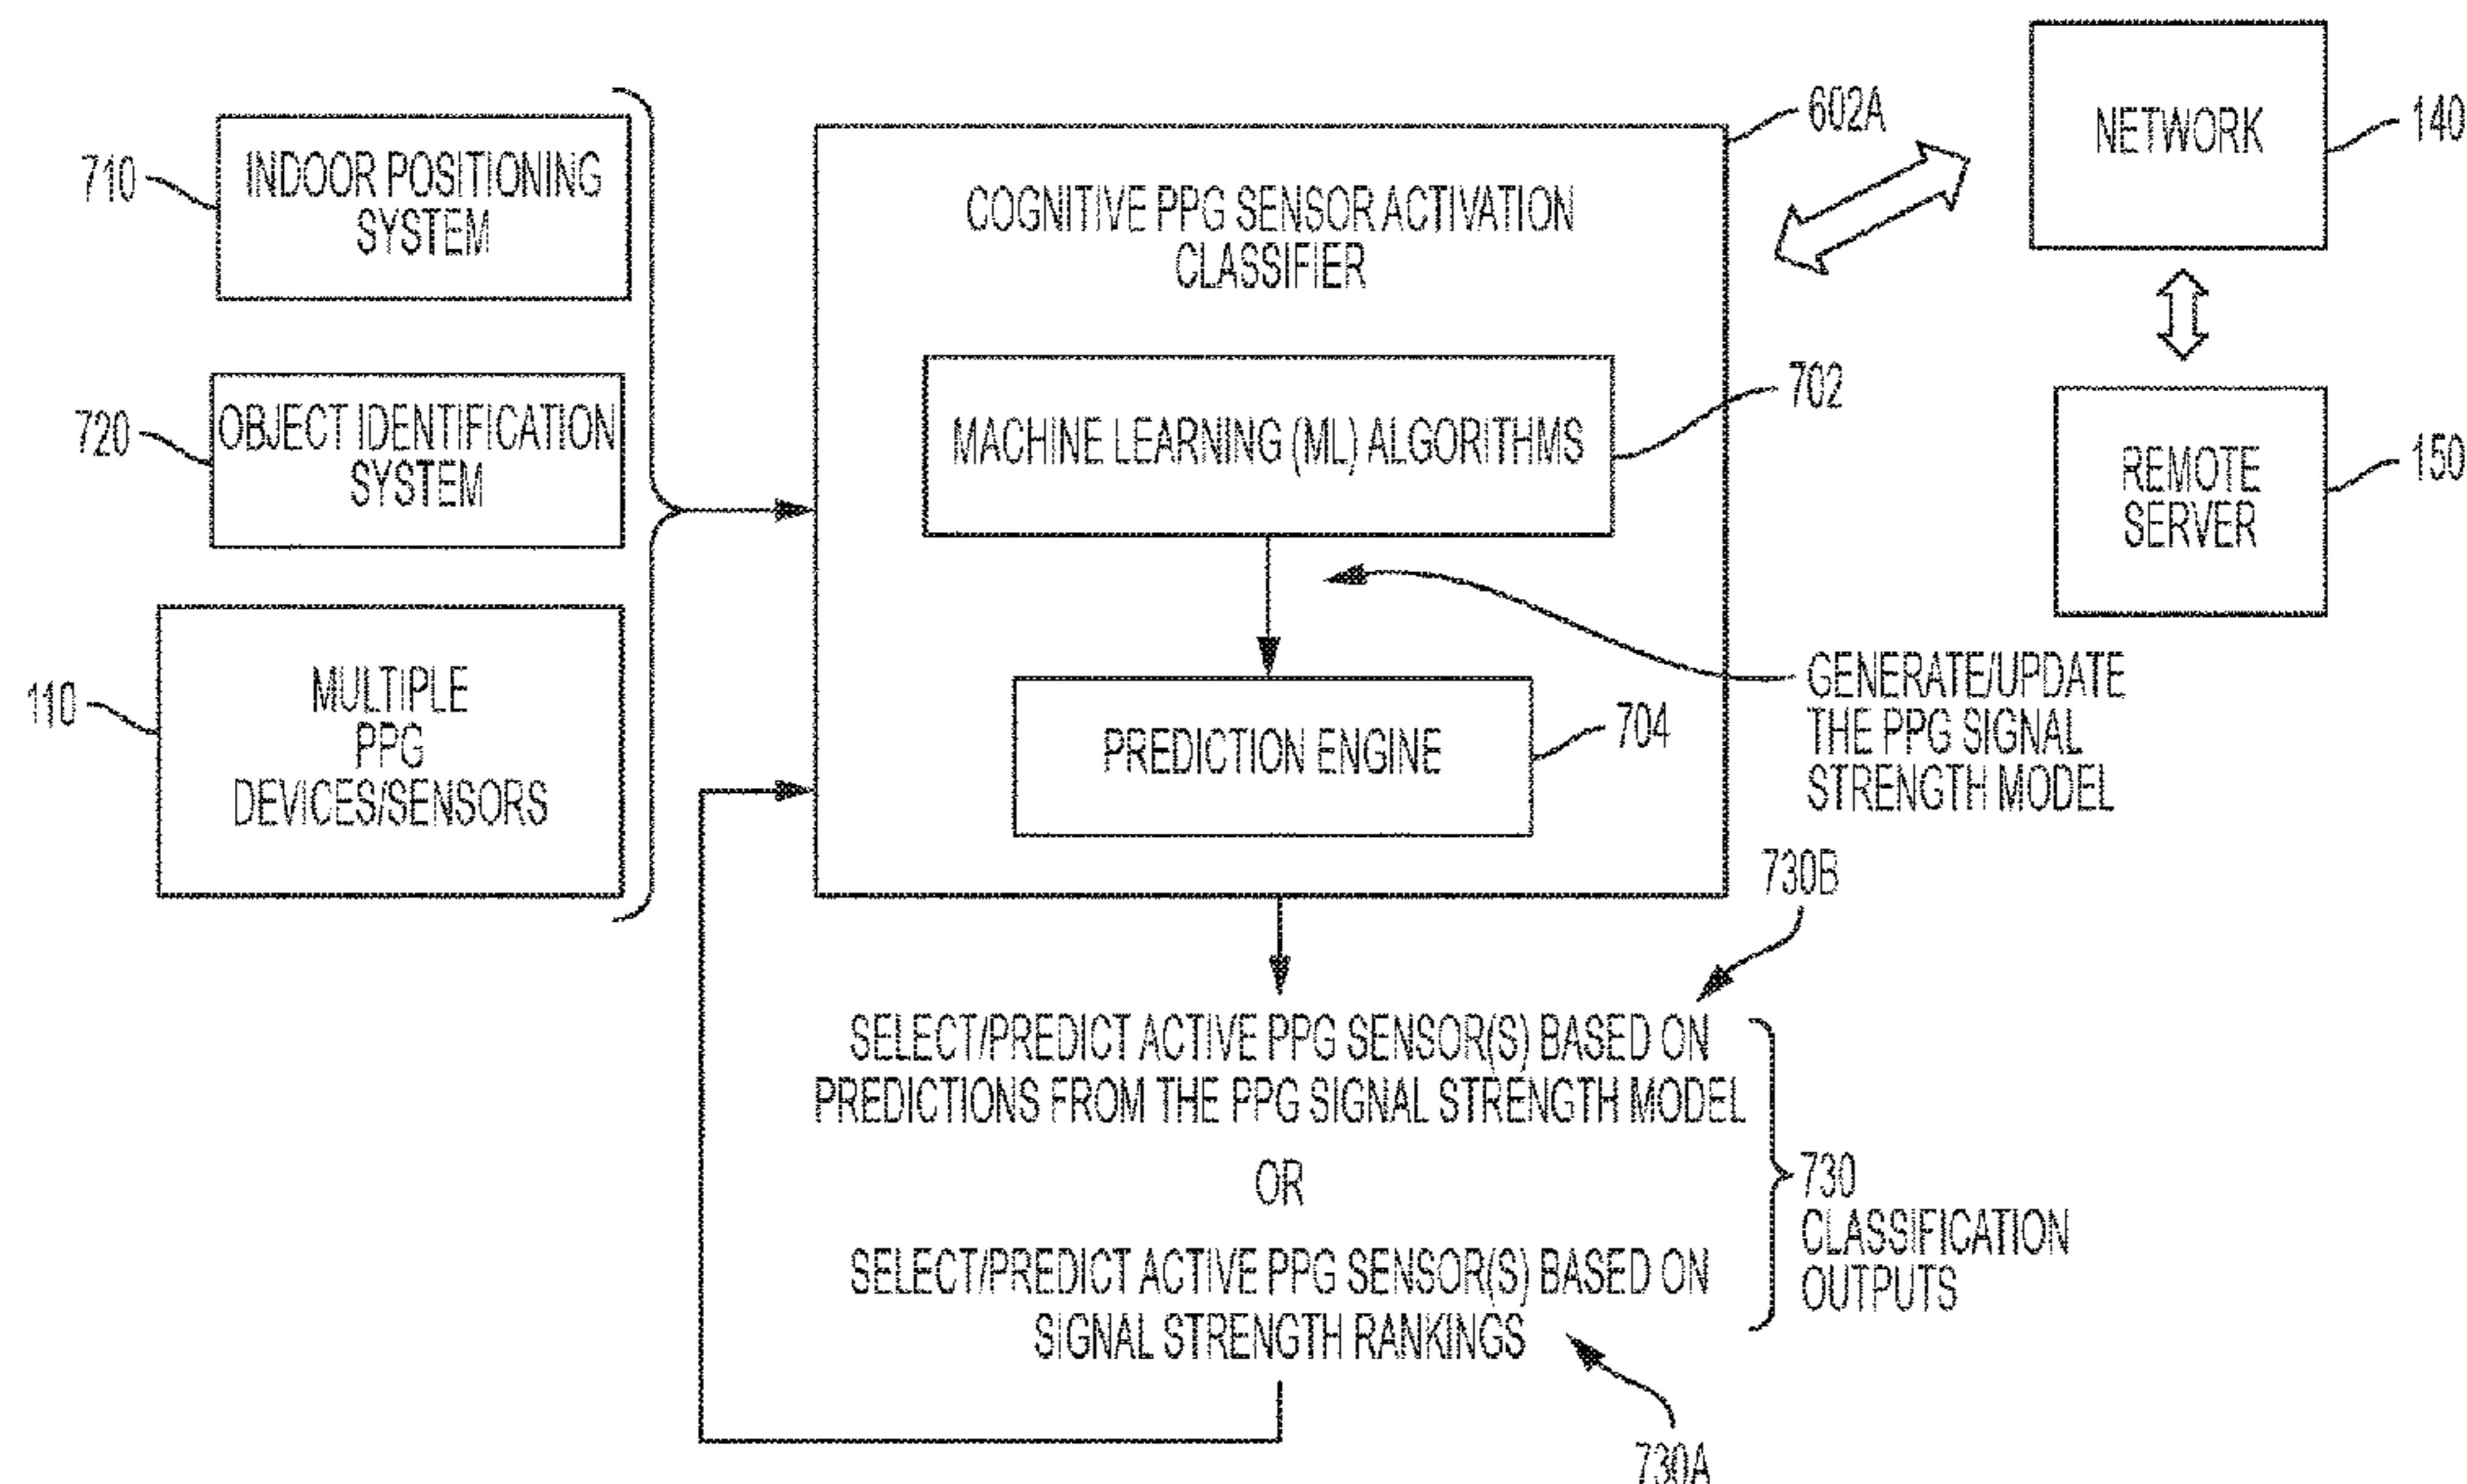 710
INDOOR POSITIONING
SYSTEM
720
OBJECT IDENTIFICATION
SYSTEM
110
MULTIPLE
PPG
DEVICES/SENSORS
602A
COGNITIVE PPG SENSOR ACTIVATION
CLASSIFIER
MACHINE LEARNING (ML) ALGORITHMS
702
PREDICTION ENGINE
704
GENERATE/UPDATE
THE PPG SIGNAL
STRENGTH MODEL
NETWORK
140
REMOTE
SERVER
150
730B
SELECT/PREDICT ACTIVE PPG SENSOR(S) BASED ON
PREDICTIONS FROM THE PPG SIGNAL STRENGTH MODEL
OR
SELECT/PREDICT ACTIVE PPG SENSOR(S) BASED ON
SIGNAL STRENGTH RANKINGS
730
CLASSIFICATION
OUTPUTS
730A